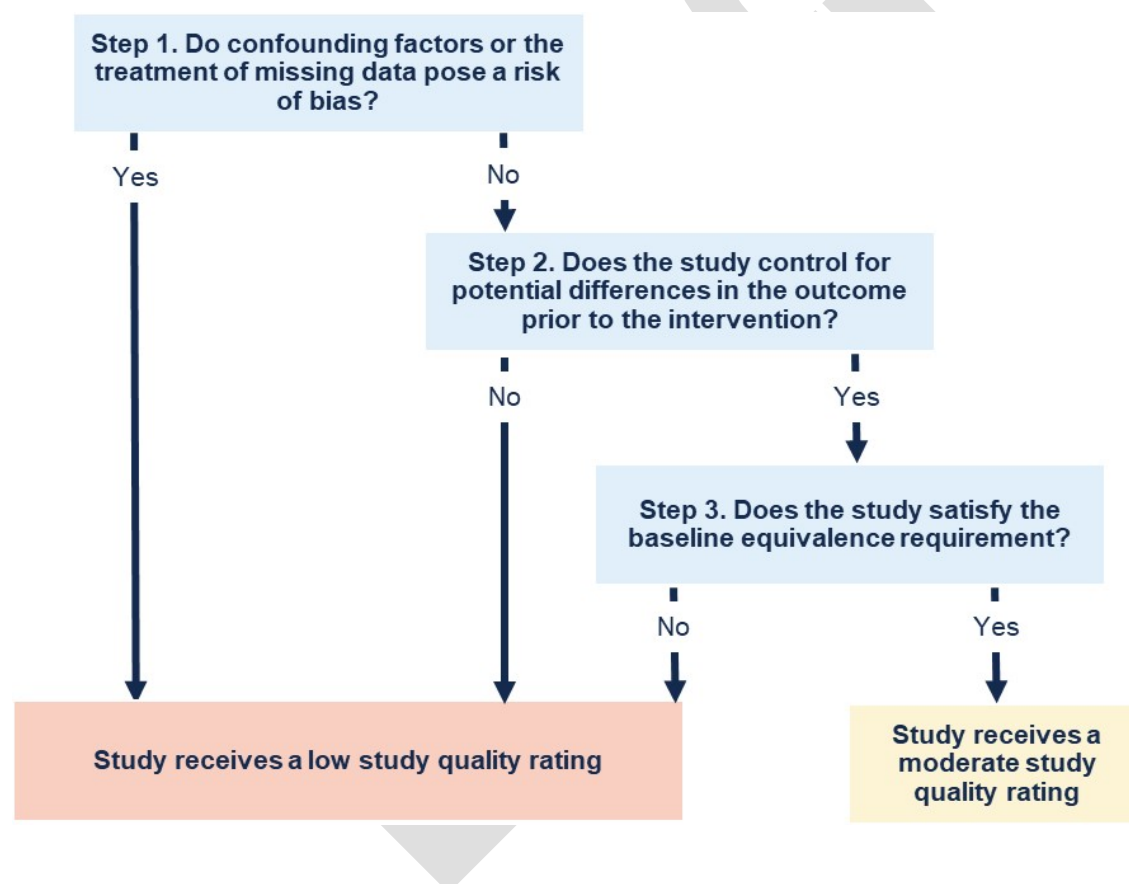 Step 1. Do confounding factors or the
treatment of missing data pose a risk
of bias?
Yes
No
Step 2. Does the study control for
potential differences in the outcome
prior to the intervention?
No
Yes
Step 3. Does the study satisfy the
baseline equivalence requirement?
No
Yes
Study receives a low study quality rating
Study receives a
moderate study
quality rating